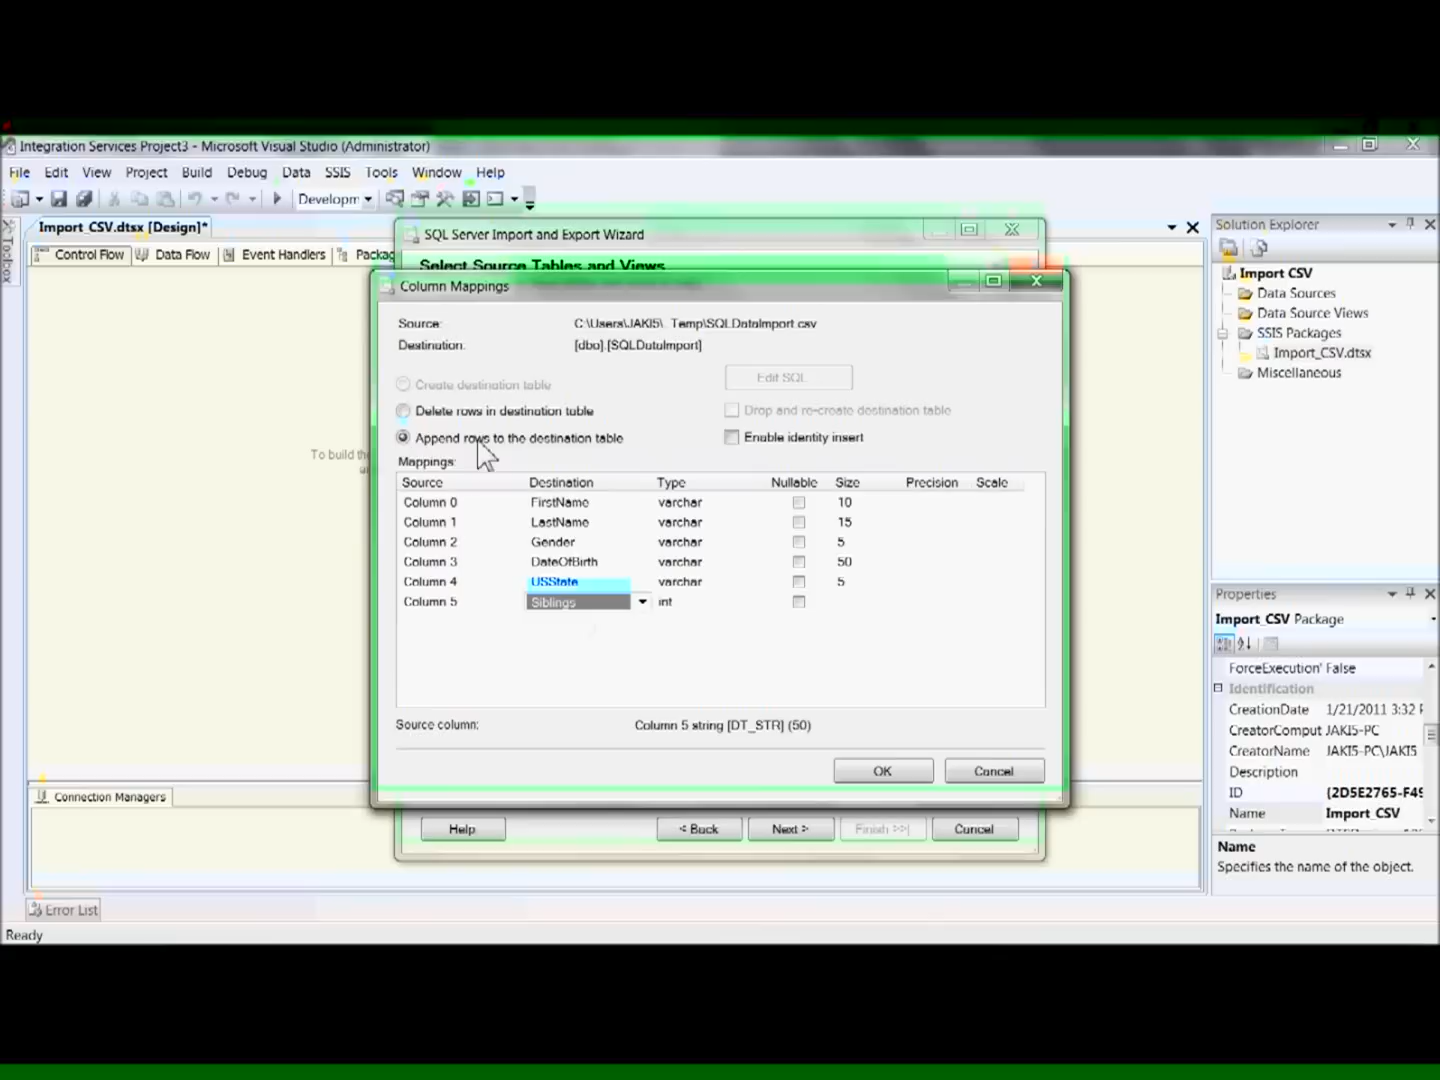 Integration Services Project3 - Microsoft Visual Studio (Administrator)
File Edit View Project Build Debug Data SSIS Tools Window Help
Developm
Import_CSV.dtsx [Design]*
Control Flow Data Flow Event Handlers Packag
Toolbox
To build the
SQL Server Import and Export Wizard
Select Source Tables and Views
Column Mappings
Source: C:\Users\JAKI5\ Temp\SQLDataImport.csv
Destination: [dbo].[SQLDataImport]
Create destination table Edit SQL
Delete rows in destination table Drop and re-create destination table
Append rows to the destination table Enable identity insert
Mappings:
Source Destination Type Nullable Size Precision Scale
Column 0 FirstName varchar 10
Column 1 LastName varchar 15
Column 2 Gender varchar 5
Column 3 DateOfBirth varchar 50
Column 4 USState varchar 5
Column 5 Siblings int
Source column: Column 5 string [DT_STR] (50)
OK Cancel
Help < Back Next > Finish >>| Cancel
Connection Managers
Error List
Ready
Solution Explorer
Import CSV
Data Sources
Data Source Views
SSIS Packages
Import_CSV.dtsx
Miscellaneous
Properties
Import_CSV Package
ForceExecution' False
Identification
CreationDate 1/21/2011 3:32 P
CreatorComput JAKI5-PC
CreatorName JAKI5-PC\JAKI5
Description
ID {2D5E2765-F49
Name Import_CSV
Name
Specifies the name of the object.